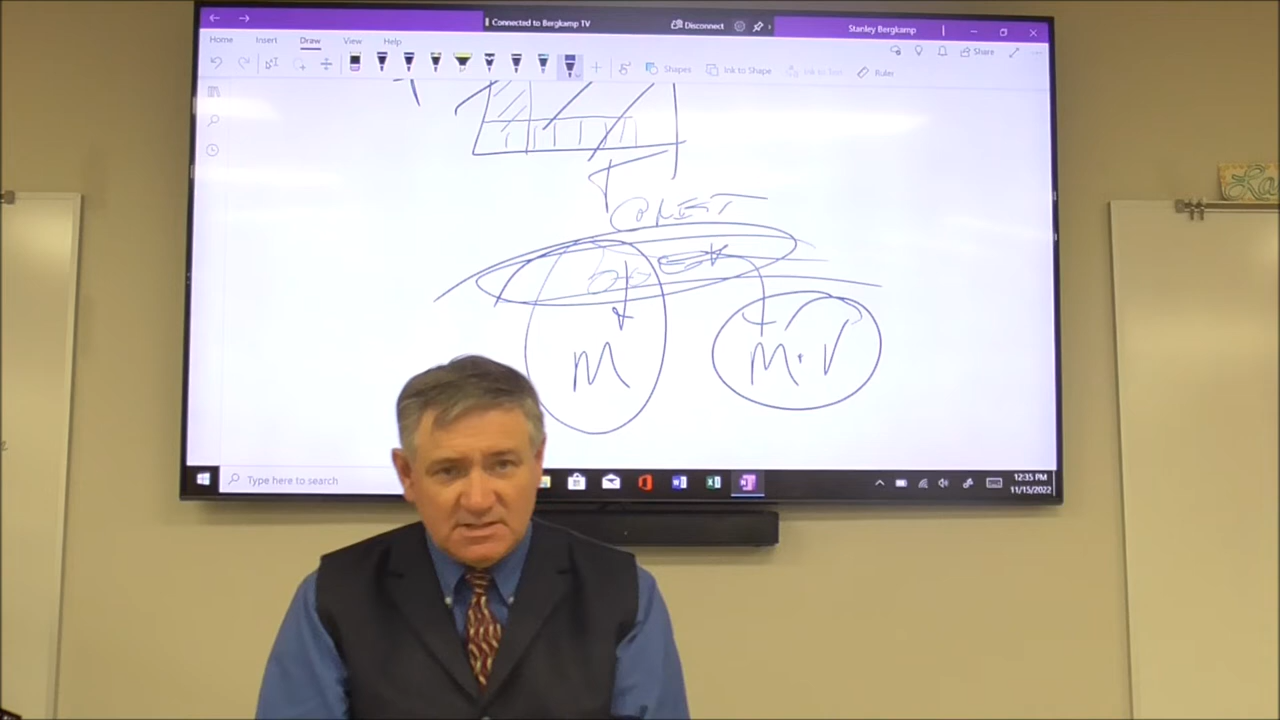 Connected to Bergkamp TV
Disconnect
Stanley Bergkamp
Home Insert Draw View Help
Share
Shapes
Ink to Shape
Ink to Text
Ruler
M
M·V
Type here to search
12:35 PM
11/15/2022